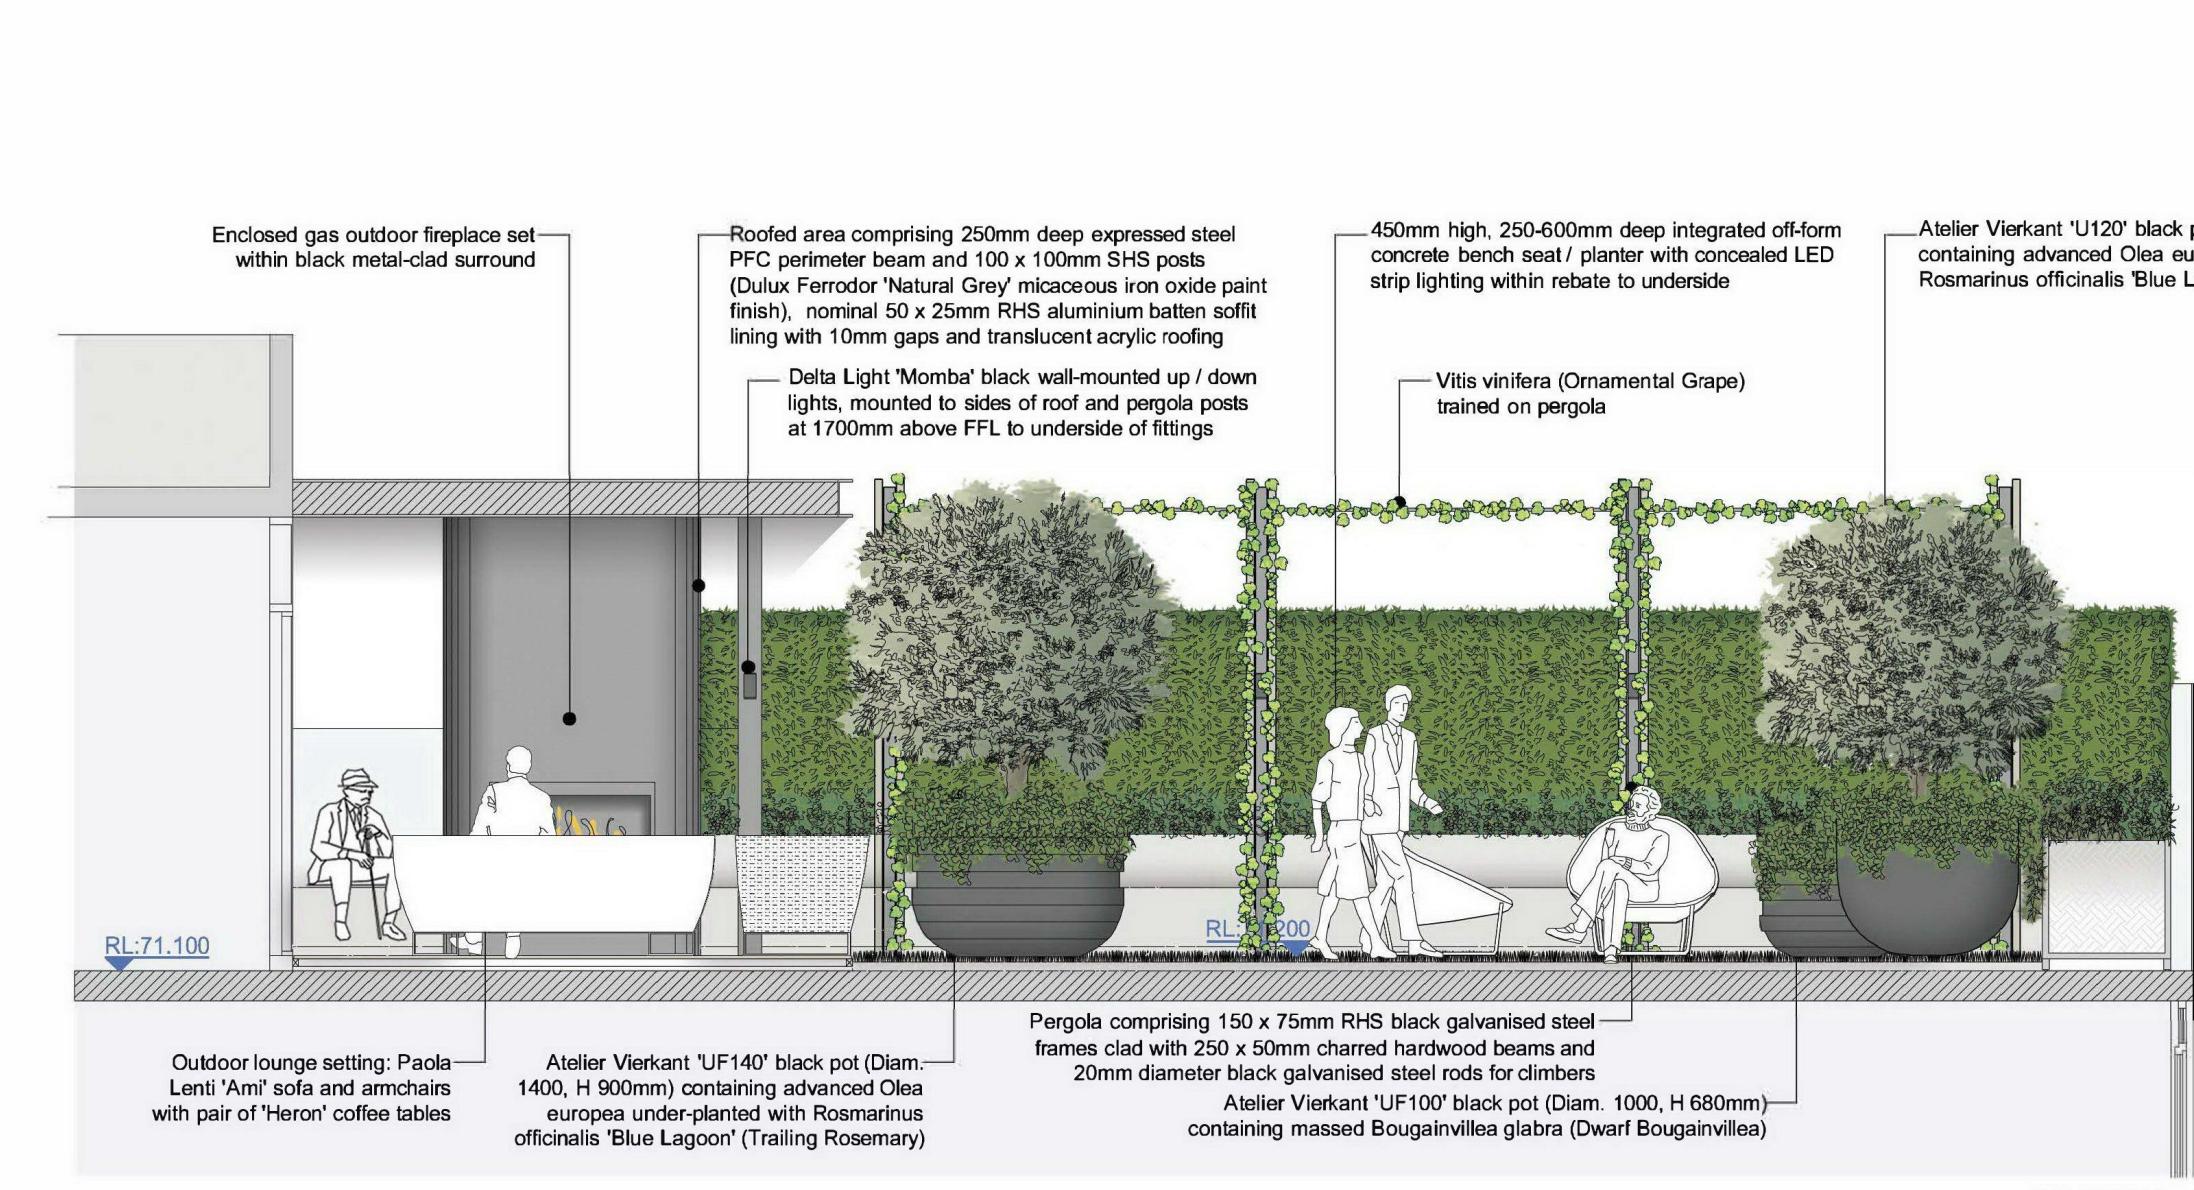 Enclosed gas outdoor fireplace set
within black metal-clad surround
Roofed area comprising 250mm deep expressed steel
PFC perimeter beam and 100 x 100mm SHS posts
(Dulux Ferrodor 'Natural Grey' micaceous iron oxide paint
finish), nominal 50 x 25mm RHS aluminium batten soffit
lining with 10mm gaps and translucent acrylic roofing
Delta Light 'Momba' black wall-mounted up / down
lights, mounted to sides of roof and pergola posts
at 1700mm above FFL to underside of fittings
450mm high, 250-600mm deep integrated off-form
concrete bench seat / planter with concealed LED
strip lighting within rebate to underside
Vitis vinifera (Ornamental Grape)
trained on pergola
Atelier Vierkant 'U120' black
containing advanced Olea
Rosmarinus officinalis 'Blue
RL:71.100
Outdoor lounge setting: Paola
Lenti 'Ami' sofa and armchairs
with pair of 'Heron' coffee tables
Atelier Vierkant 'UF140' black pot (Diam.
1400, H 900mm) containing advanced Olea
europea under-planted with Rosmarinus
officinalis 'Blue Lagoon' (Trailing Rosemary)
Pergola comprising 150 x 75mm RHS black galvanised steel
frames clad with 250 x 50mm charred hardwood beams and
20mm diameter black galvanised steel rods for climbers
Atelier Vierkant 'UF100' black pot (Diam. 1000, H 680mm)
containing massed Bougainvillea glabra (Dwarf Bougainvillea)